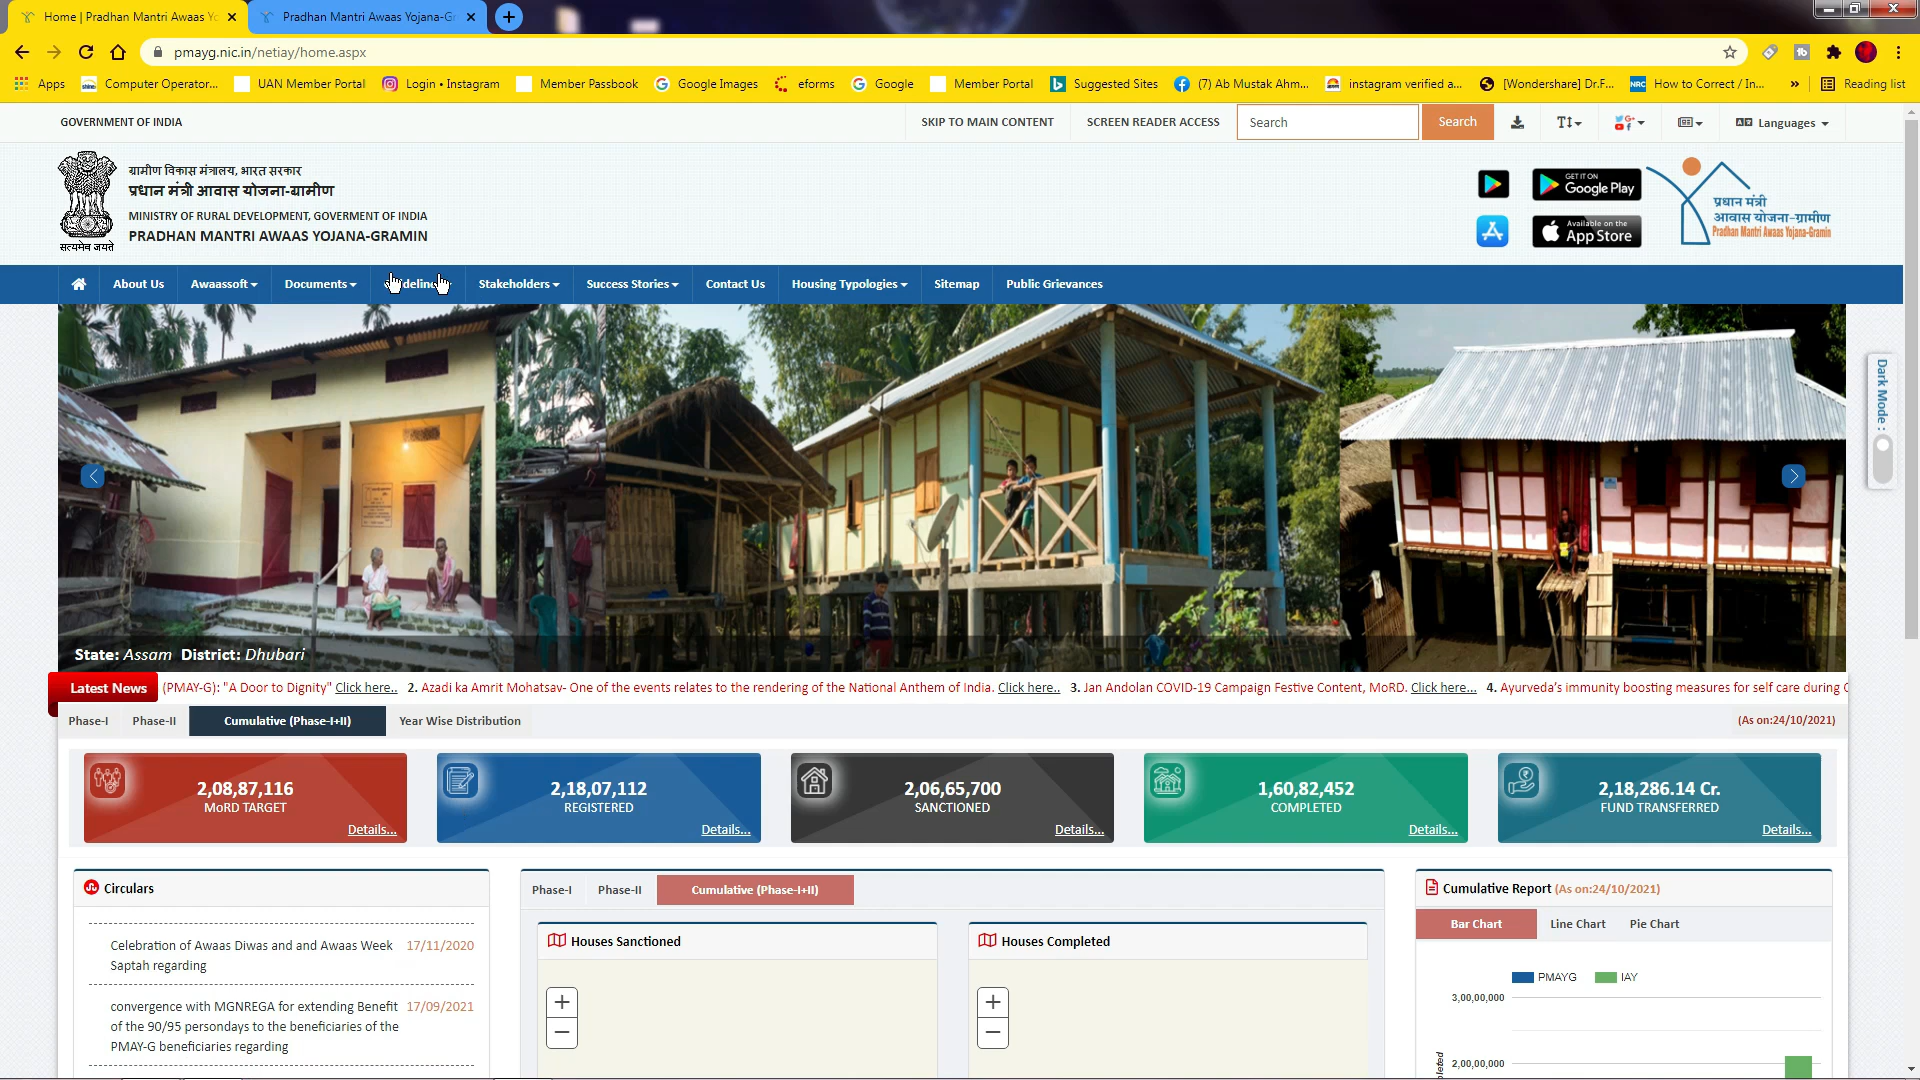 Home | Pradhan Mantri Awaas Yo
Pradhan Mantri Awaas Yojana-Gr
pmayg.nic.in/netiay/home.aspx
Apps
Computer Operator...
UAN Member Portal
Login • Instagram
Member Passbook
Google Images
eforms
Google
Member Portal
Suggested Sites
(7) Ab Mustak Ahm...
instagram verified a...
[Wondershare] Dr.F...
How to Correct / In...
»
Reading list
GOVERNMENT OF INDIA
SKIP TO MAIN CONTENT
SCREEN READER ACCESS
Search
Search
Languages
ग्रामीण विकास मंत्रालय, भारत सरकार
प्रधान मंत्री आवास योजना-ग्रामीण
MINISTRY OF RURAL DEVELOPMENT, GOVERMENT OF INDIA
PRADHAN MANTRI AWAAS YOJANA-GRAMIN
सत्यमेव जयते
GET IT ON
Google Play
Available on the
App Store
प्रधान मंत्री
आवास योजना-ग्रामीण
Pradhan Mantri Awaas Yojana-Gramin
About Us
Awaassoft
Documents
Stakeholders
Success Stories
Contact Us
Housing Typologies
Sitemap
Public Grievances
Dark Mode :
State: Assam District: Dhubari
Latest News
(PMAY-G): "A Door to Dignity" Click here.. 2. Azadi ka Amrit Mohatsav- One of the events relates to the rendering of the National Anthem of India. Click here.. 3. Jan Andolan COVID-19 Campaign Festive Content, MoRD. Click here... 4. Ayurveda's immunity boosting measures for self care during
Phase-I
Phase-II
Cumulative (Phase-I+II)
Year Wise Distribution
(As on:24/10/2021)
2,08,87,116
MoRD TARGET
Details...
2,18,07,112
REGISTERED
Details...
2,06,65,700
SANCTIONED
Details...
1,60,82,452
COMPLETED
Details...
2,18,286.14 Cr.
FUND TRANSFERRED
Details...
Circulars
Celebration of Awaas Diwas and and Awaas Week 17/11/2020
Saptah regarding
convergence with MGNREGA for extending Benefit 17/09/2021
of the 90/95 persondays to the beneficiaries of the
PMAY-G beneficiaries regarding
Phase-I
Phase-II
Cumulative (Phase-I+II)
Houses Sanctioned
+
−
Houses Completed
+
−
Cumulative Report (As on:24/10/2021)
Bar Chart
Line Chart
Pie Chart
PMAYG
IAY
3,00,00,000
2,00,00,000